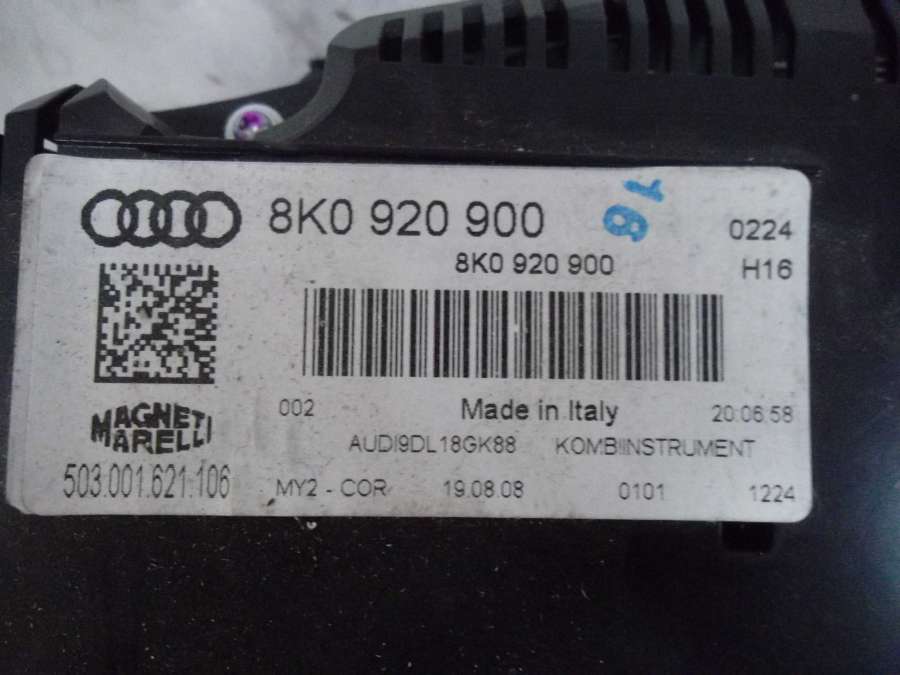 8K0 920 900
16
0224
8K0 920 900
H16
002
Made in Italy
20:06:58
MAGNETI
MARELLI
AUDI9DL18GK88
KOMBIINSTRUMENT
503.001.621.106
MY2 - COR
19.08.08
0101
1224